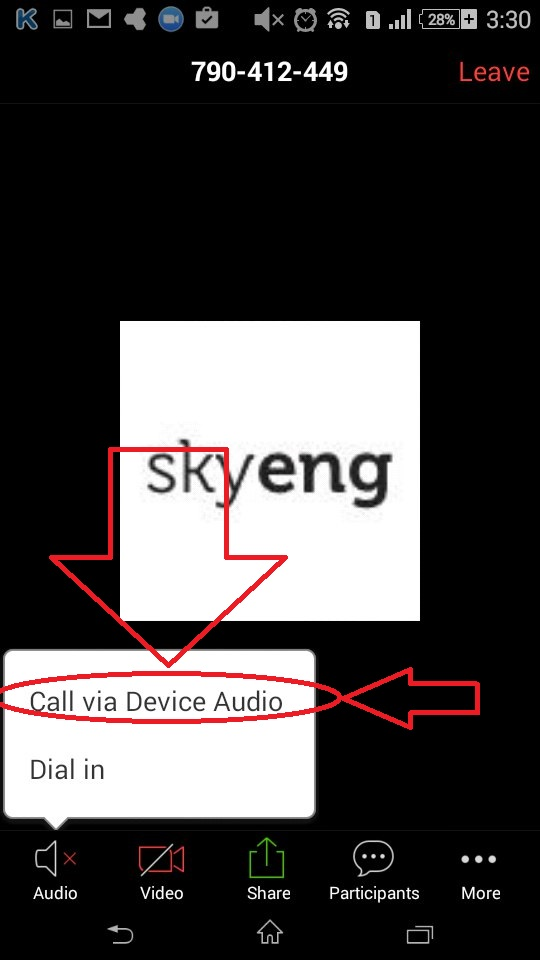 1 28% 3:30
790-412-449 Leave
skyeng
Call via Device Audio
Dial in
Audio Video Share Participants More